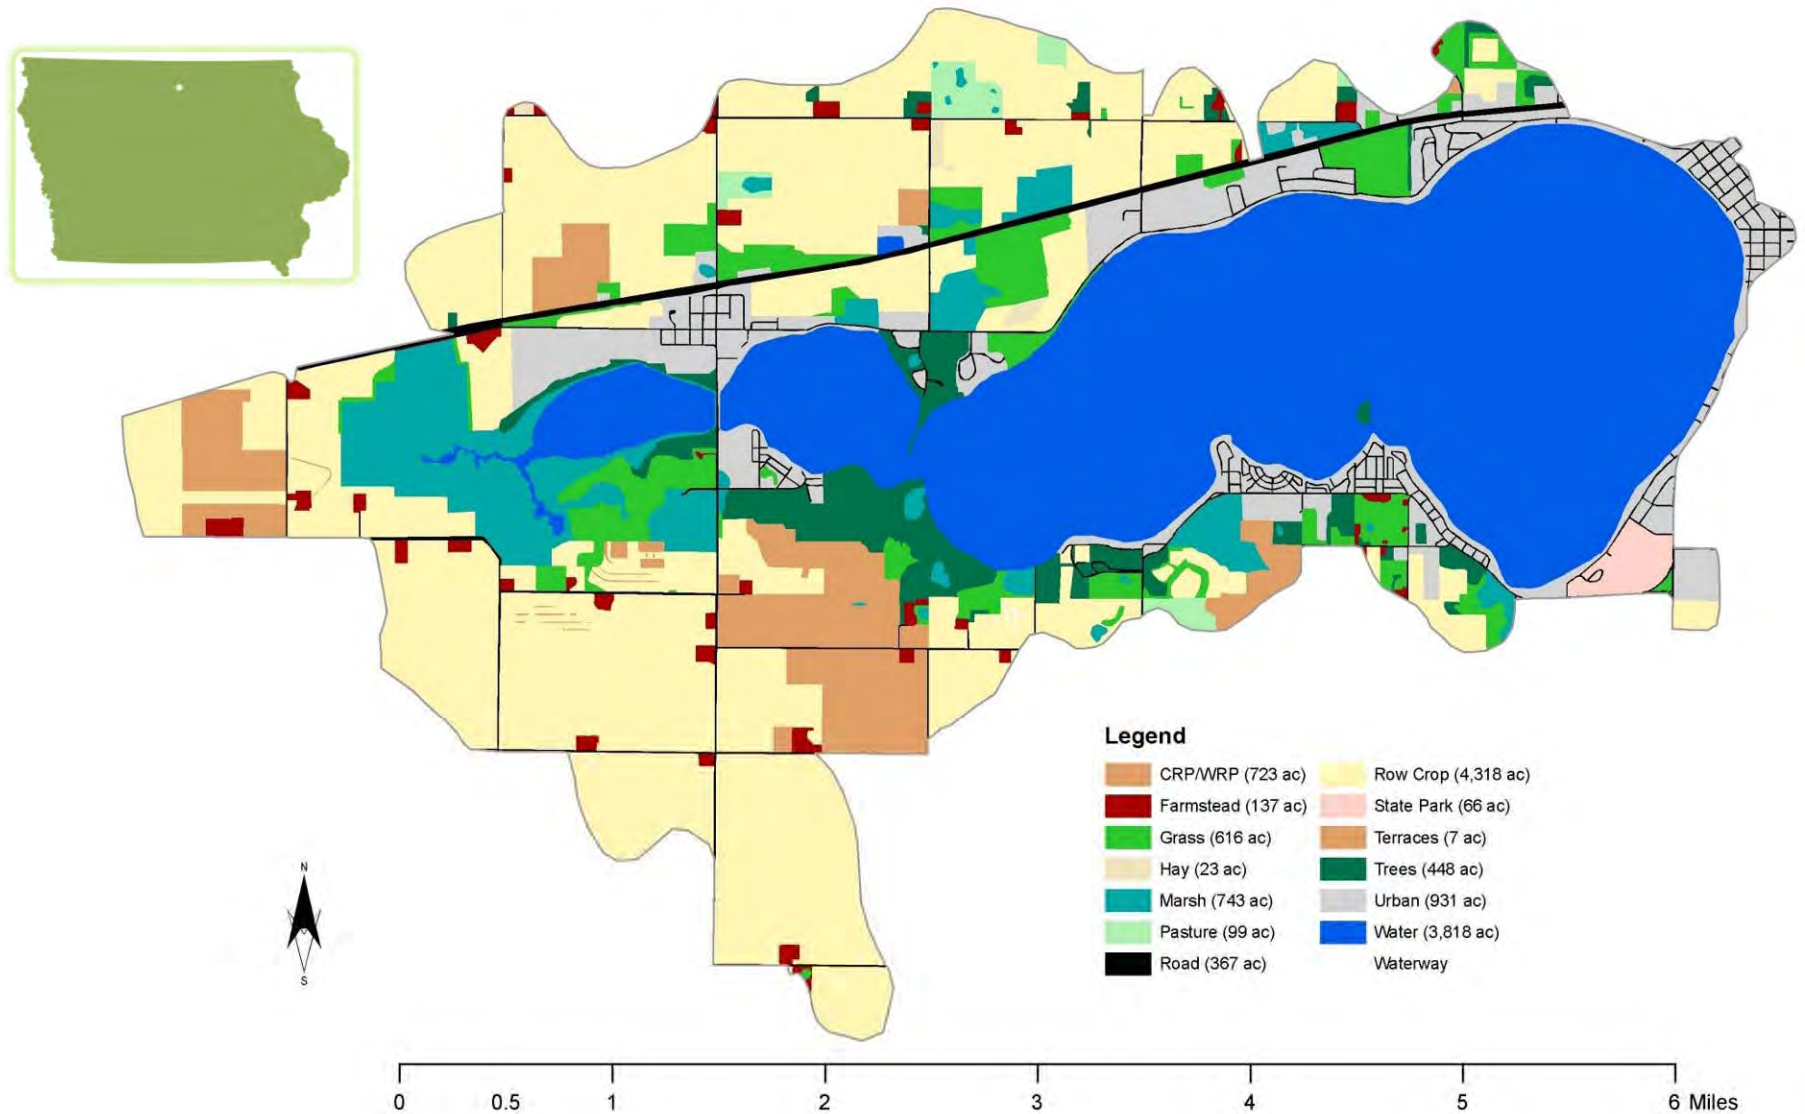 N
S
Legend
CRP/WRP (723 ac)
Farmstead (137 ac)
Grass (616 ac)
Hay (23 ac)
Marsh (743 ac)
Pasture (99 ac)
Road (367 ac)
Row Crop (4,318 ac)
State Park (66 ac)
Terraces (7 ac)
Trees (448 ac)
Urban (931 ac)
Water (3,818 ac)
Waterway
0 0.5 1 2 3 4 5 6 Miles